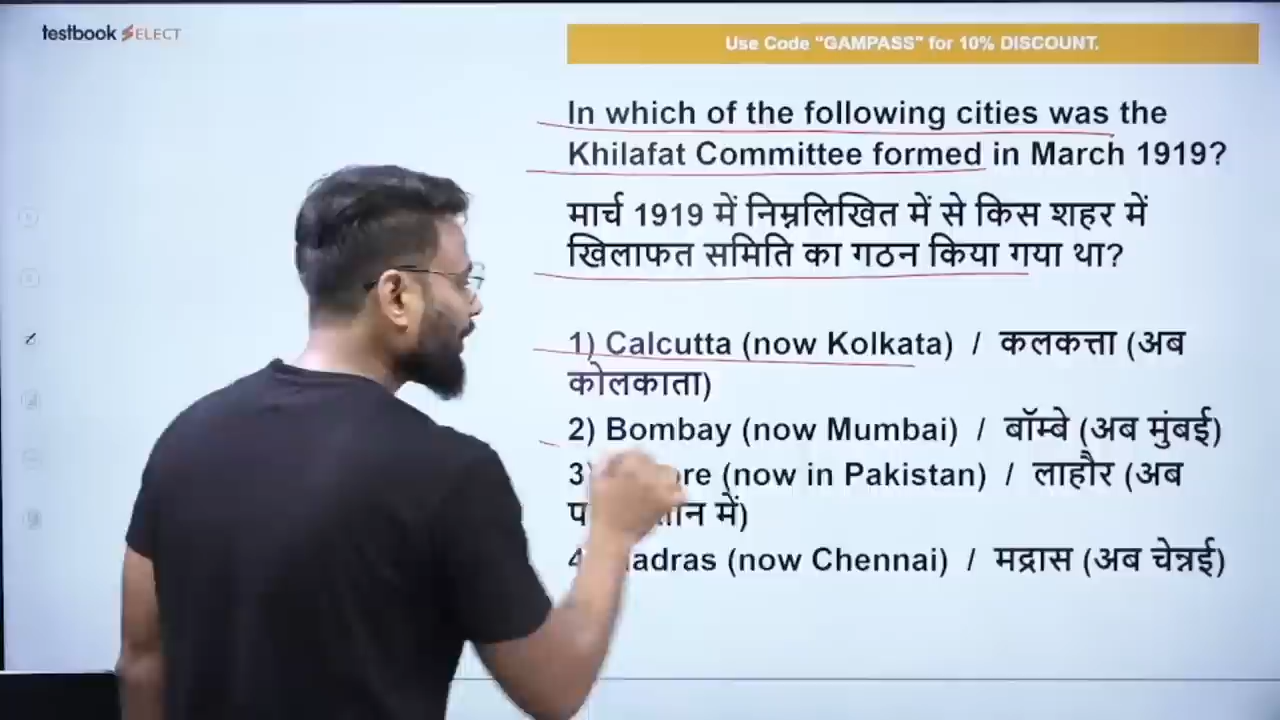 testbook SELECT
Use Code "GAMPASS" for 10% DISCOUNT.
In which of the following cities was the
Khilafat Committee formed in March 1919?
मार्च 1919 में निम्नलिखित में से किस शहर में
खिलाफत समिति का गठन किया गया था?
1) Calcutta (now Kolkata) / कलकत्ता (अब
कोलकाता)
2) Bombay (now Mumbai) / बॉम्बे (अब मुंबई)
(now in Pakistan) / लाहौर (अब
में)
(now Chennai) / मद्रास (अब चेन्नई)